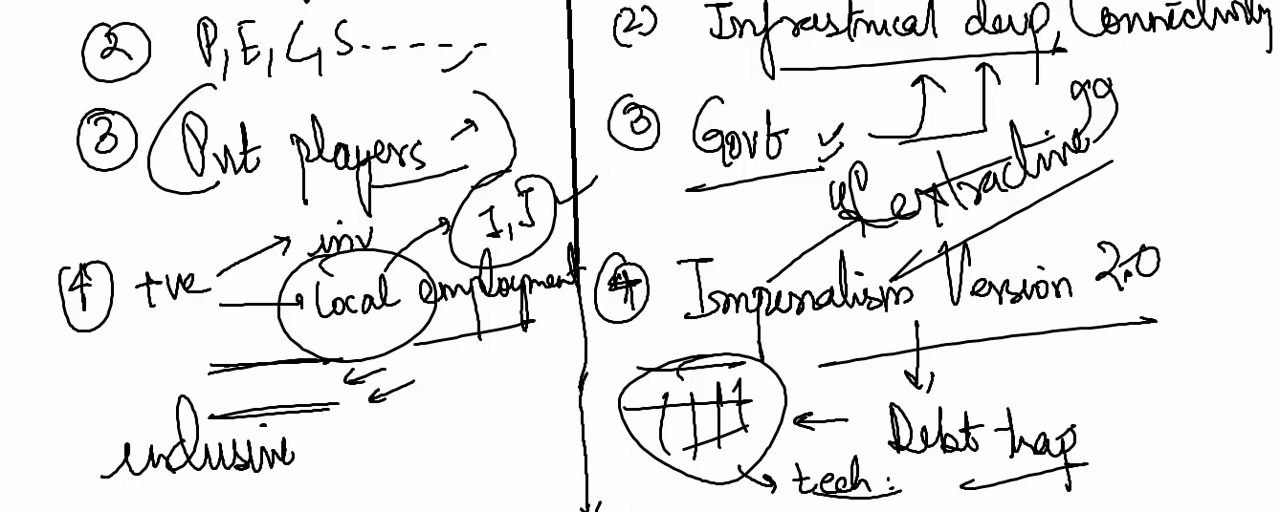 ② P, E, C, S-----,-
③ Pvt players →
I, J
④ +ve → inv
→ Local employment
inclusive
(2) Infrastrucal devp, Connectivity
③ Govt
"extractive"
④ Imperialism Version 2.0
Debt trap
tech: